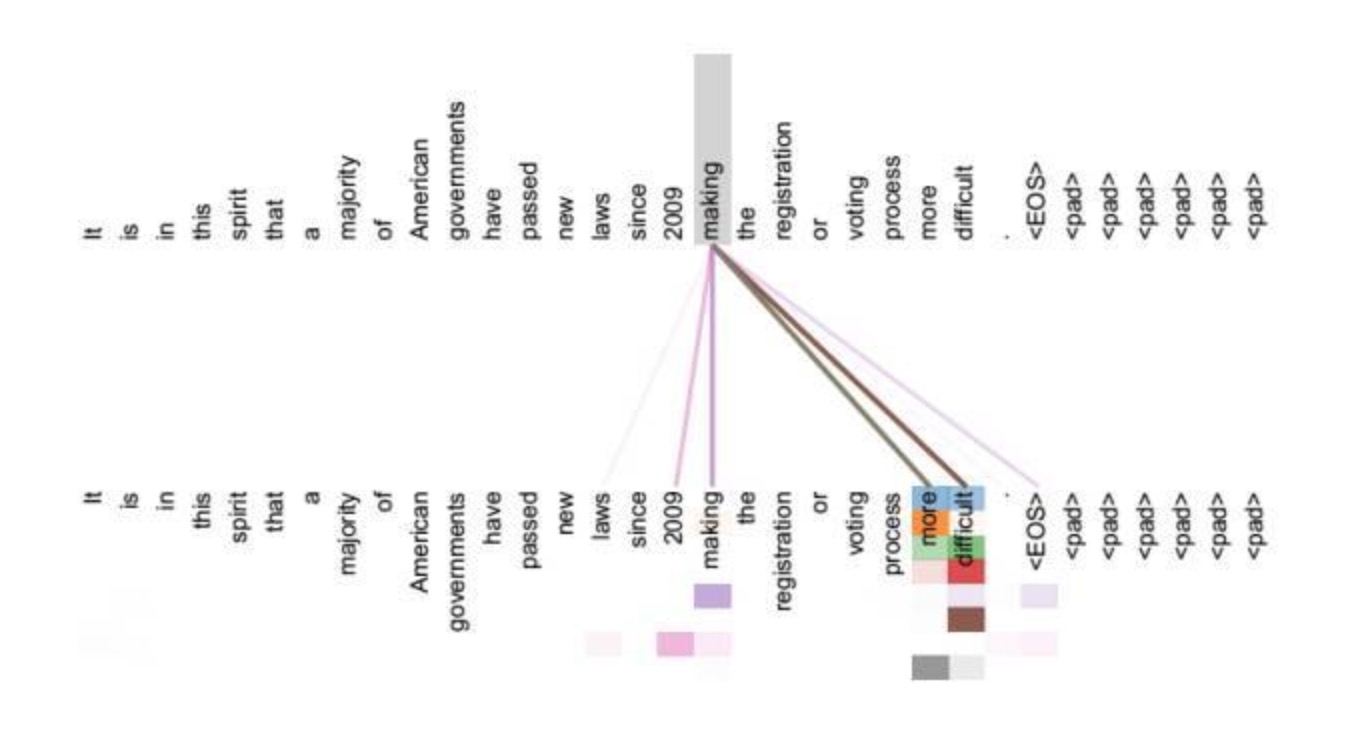 It is in this spirit that a majority of American governments have passed new laws since 2009 making the registration or voting process more difficult . <EOS> <pad> <pad> <pad> <pad> <pad> <pad>
It is in this spirit that a majority of American governments have passed new laws since 2009 making the registration or voting process more difficult . <EOS> <pad> <pad> <pad> <pad> <pad> <pad>